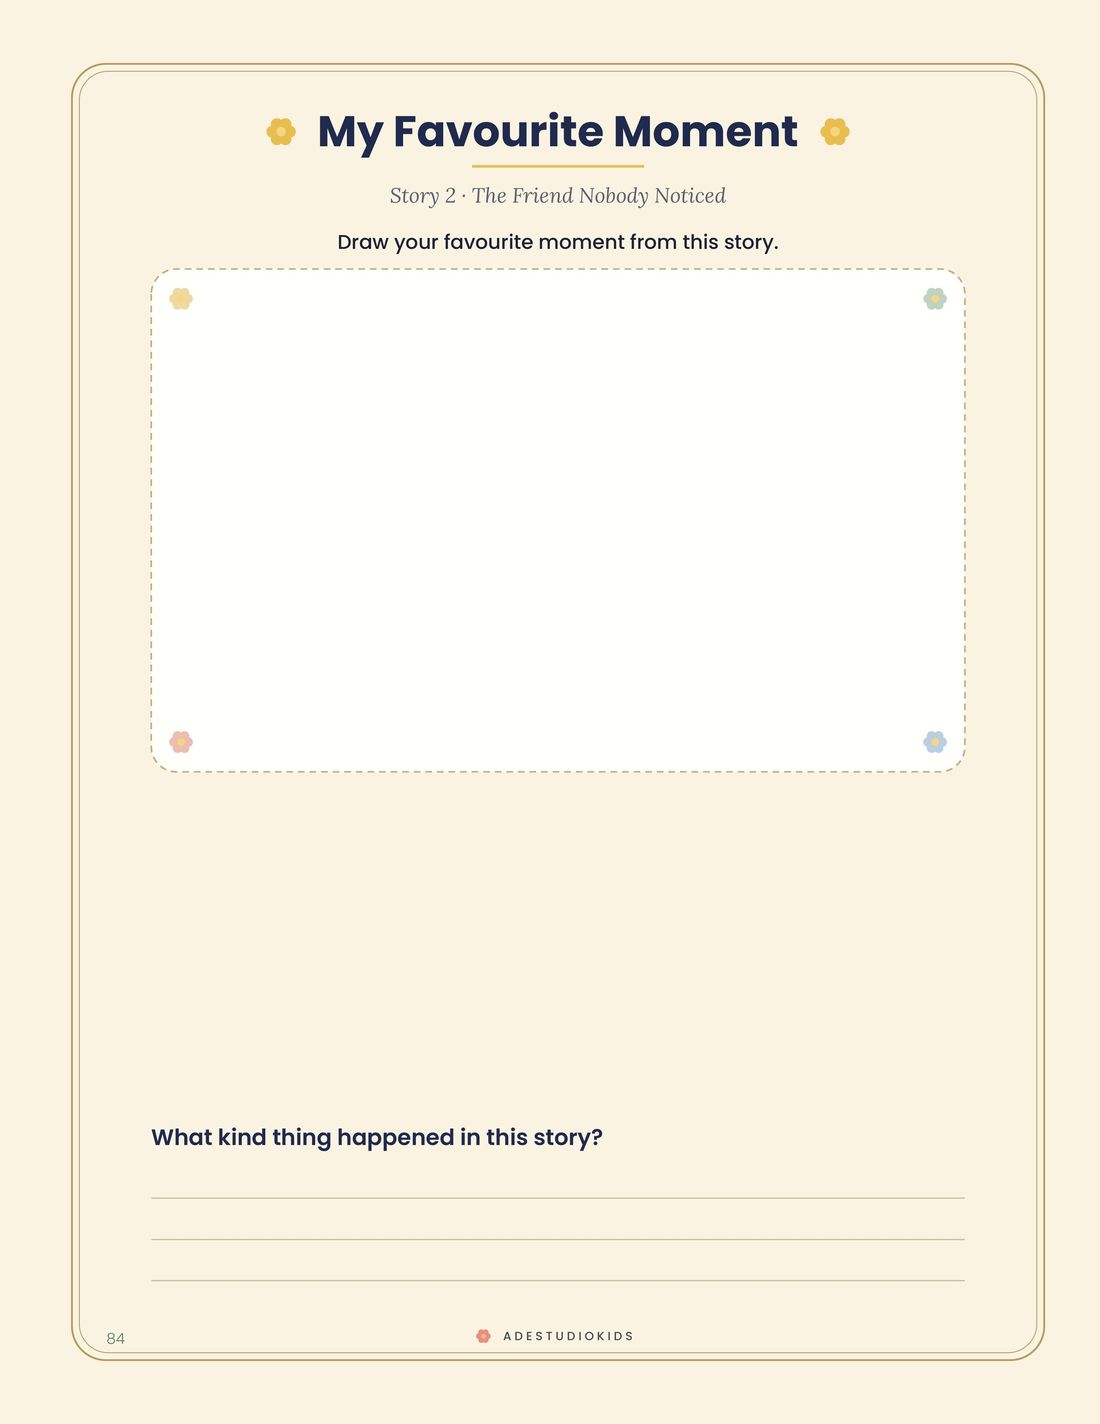 My Favourite Moment
Story 2 · The Friend Nobody Noticed
Draw your favourite moment from this story.
What kind thing happened in this story?
84
ADESTUDIOKIDS